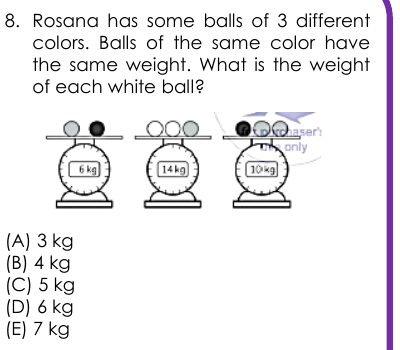 8. Rosana has some balls of 3 different
colors. Balls of the same color have
the same weight. What is the weight
of each white ball?
only
6 kg
14 kg
10 kg
(A) 3 kg
(B) 4 kg
(C) 5 kg
(D) 6 kg
(E) 7 kg